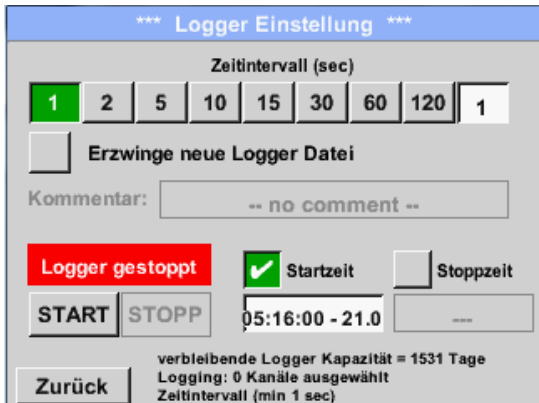 *** Logger Einstellung ***
Zeitintervall (sec)
1 2 5 10 15 30 60 120 1
Erzwinge neue Logger Datei
Kommentar: -- no comment --
Logger gestoppt Startzeit Stoppzeit
START STOPP 05:16:00 - 21.0 ---
verbleibende Logger Kapazität = 1531 Tage
Logging: 0 Kanäle ausgewählt
Zurück Zeitintervall (min 1 sec)